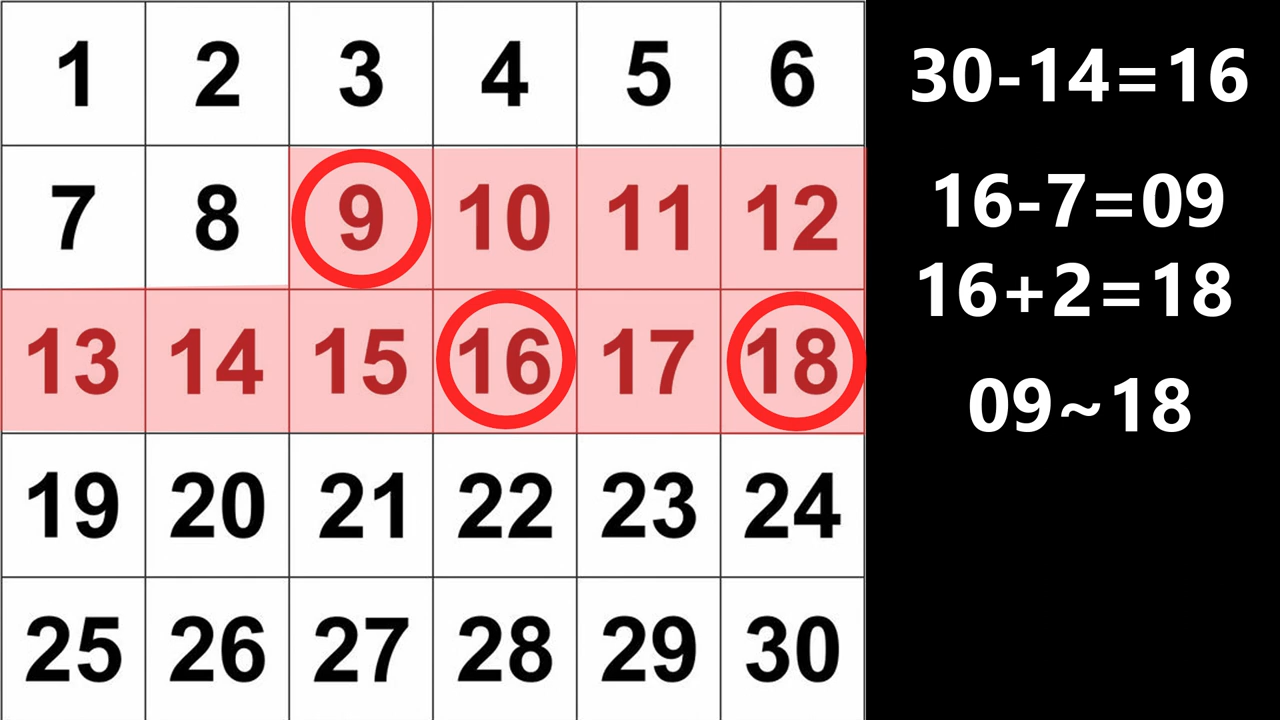 1 2 3 4 5 6
7 8 9 10 11 12
13 14 15 16 17 18
19 20 21 22 23 24
25 26 27 28 29 30
30-14=16
16-7=09
16+2=18
09~18